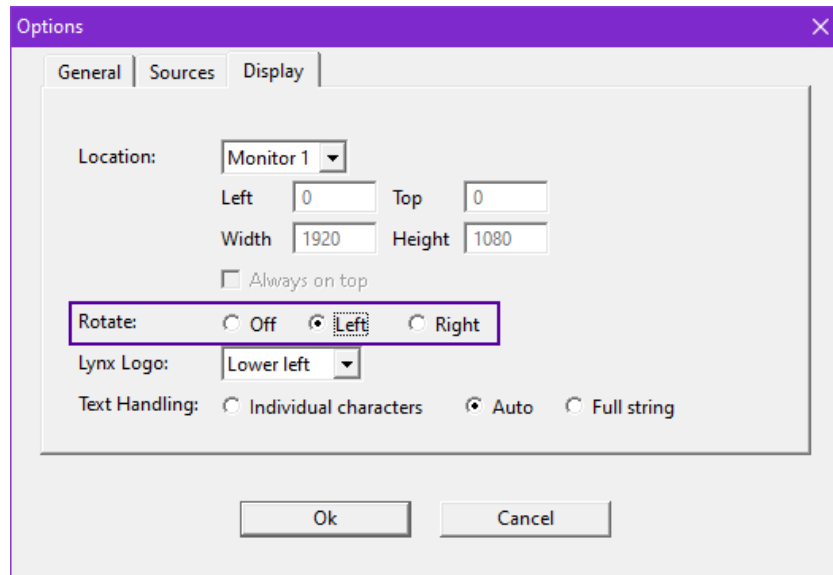 Options
General Sources Display
Location: Monitor 1
Left 0 Top 0
Width 1920 Height 1080
Always on top
Rotate: Off Left Right
Lynx Logo: Lower left
Text Handling: Individual characters Auto Full string
Ok Cancel